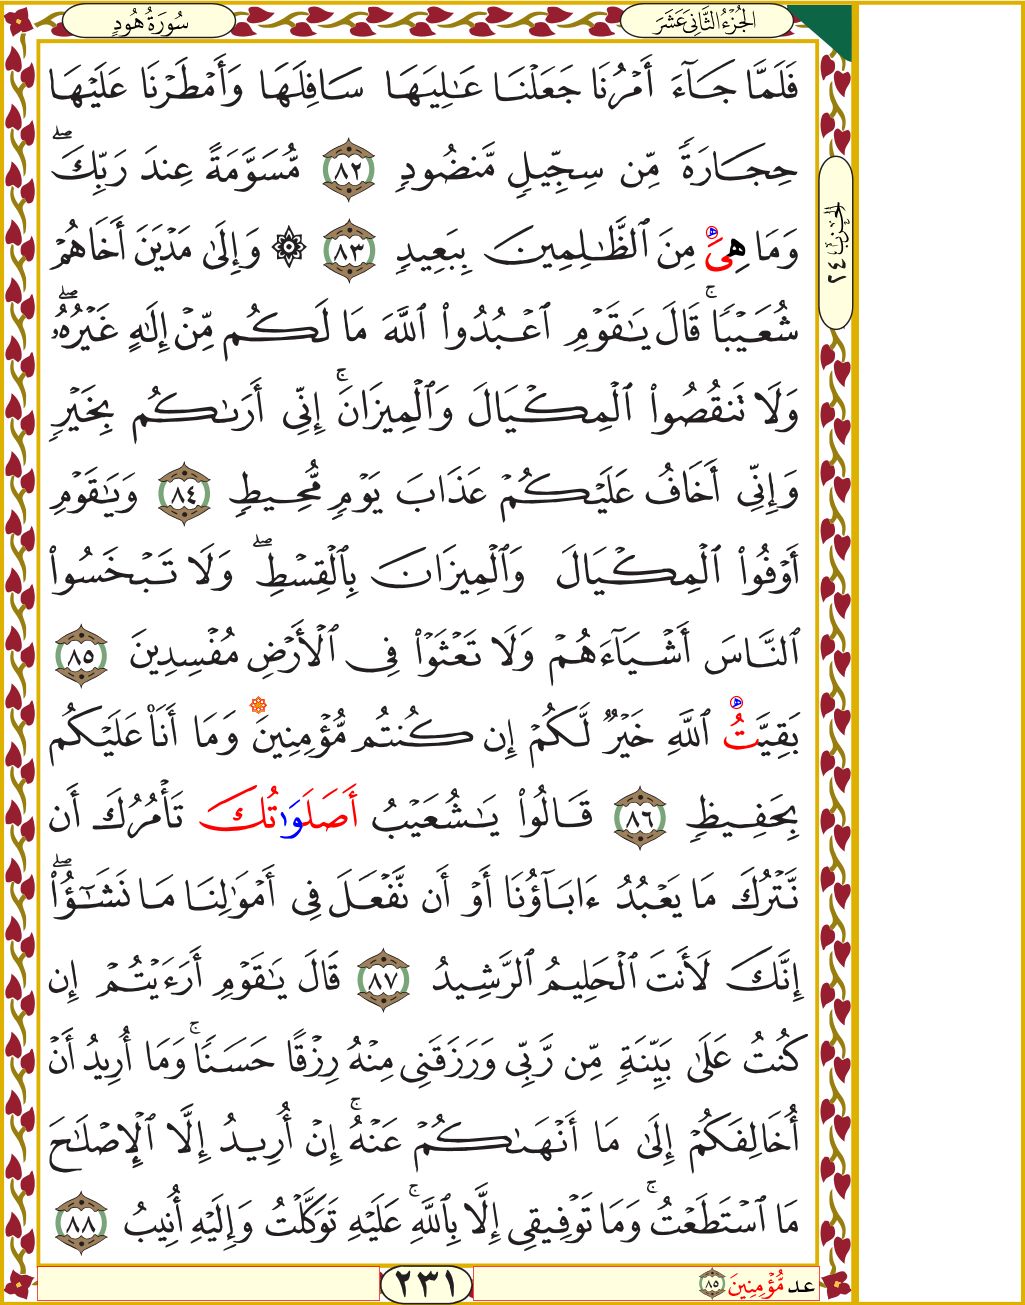 الجُزْءُ الثَّانِيَ عَشَرَ
سُورَةُ هُودٍ
فَلَمَّا جَآءَ أَمْرُنَا جَعَلْنَا عَٰلِيَهَا سَافِلَهَا وَأَمْطَرْنَا عَلَيْهَا
حِجَارَةً مِّن سِجِّيلٍ مَّنضُودٍ ٨٢ مُّسَوَّمَةً عِندَ رَبِّكَۖ
وَمَا هِىَ مِنَ ٱلظَّٰلِمِينَ بِبَعِيدٍ ٨٣ ۞ وَإِلَىٰ مَدْيَنَ أَخَاهُمْ
شُعَيْبًاۚ قَالَ يَٰقَوْمِ ٱعْبُدُوا۟ ٱللَّهَ مَا لَكُم مِّنْ إِلَٰهٍ غَيْرُهُۥۖ
وَلَا تَنقُصُوا۟ ٱلْمِكْيَالَ وَٱلْمِيزَانَۚ إِنِّىٓ أَرَىٰكُم بِخَيْرٍ
وَإِنِّىٓ أَخَافُ عَلَيْكُمْ عَذَابَ يَوْمٍ مُّحِيطٍ ٨٤ وَيَٰقَوْمِ
أَوْفُوا۟ ٱلْمِكْيَالَ وَٱلْمِيزَانَ بِٱلْقِسْطِۖ وَلَا تَبْخَسُوا۟
ٱلنَّاسَ أَشْيَآءَهُمْ وَلَا تَعْثَوْا۟ فِى ٱلْأَرْضِ مُفْسِدِينَ ٨٥
بَقِيَّتُ ٱللَّهِ خَيْرٌ لَّكُمْ إِن كُنتُم مُّؤْمِنِينَ وَمَآ أَنَا۠ عَلَيْكُم
بِحَفِيظٍ ٨٦ قَالُوا۟ يَٰشُعَيْبُ أَصَلَوَٰتُكَ تَأْمُرُكَ أَن
نَّتْرُكَ مَا يَعْبُدُ ءَابَآؤُنَآ أَوْ أَن نَّفْعَلَ فِىٓ أَمْوَٰلِنَا مَا نَشَٰٓؤُا۟ۖ
إِنَّكَ لَأَنتَ ٱلْحَلِيمُ ٱلرَّشِيدُ ٨٧ قَالَ يَٰقَوْمِ أَرَءَيْتُمْ إِن
كُنتُ عَلَىٰ بَيِّنَةٍ مِّن رَّبِّى وَرَزَقَنِى مِنْهُ رِزْقًا حَسَنًاۚ وَمَآ أُرِيدُ أَنْ
أُخَالِفَكُمْ إِلَىٰ مَآ أَنْهَىٰكُمْ عَنْهُۚ إِنْ أُرِيدُ إِلَّا ٱلْإِصْلَٰحَ
مَا ٱسْتَطَعْتُۚ وَمَا تَوْفِيقِىٓ إِلَّا بِٱللَّهِۚ عَلَيْهِ تَوَكَّلْتُ وَإِلَيْهِ أُنِيبُ ٨٨
الحزب ٢٤
عد مُّؤْمِنِينَ ٨٥
٢٣١